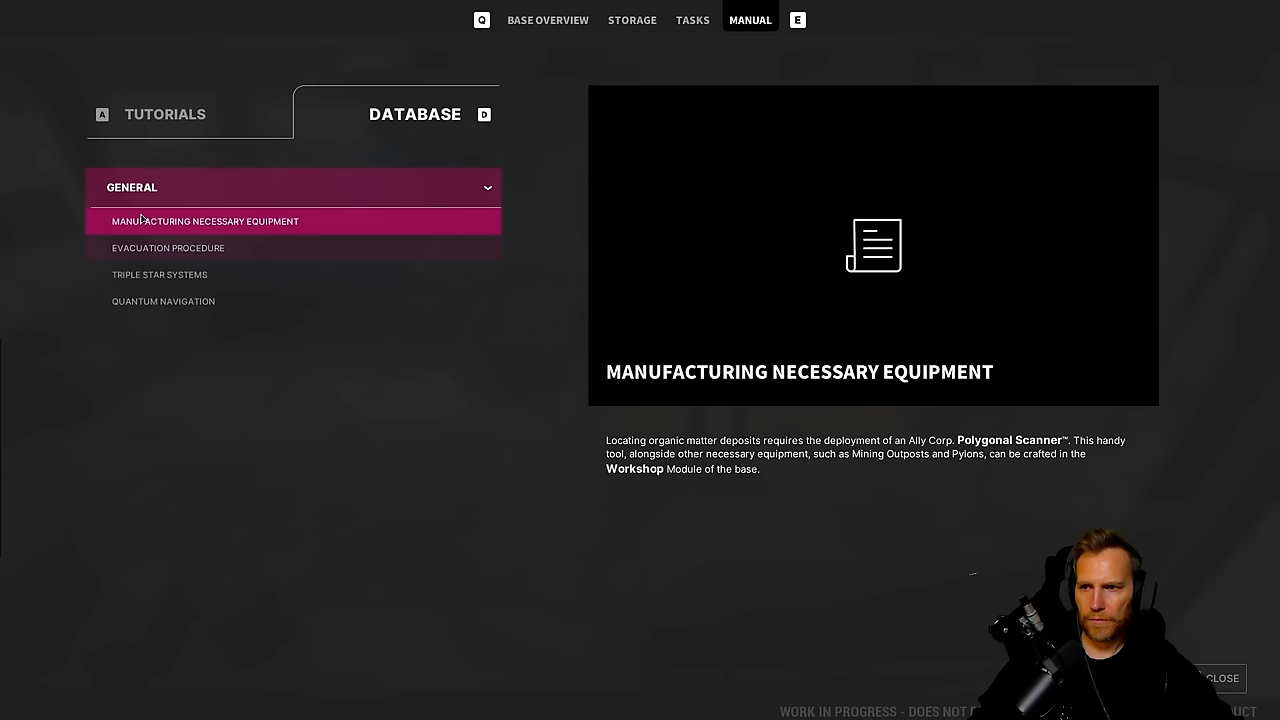 Q BASE OVERVIEW STORAGE TASKS MANUAL E
A TUTORIALS DATABASE D
GENERAL
MANUFACTURING NECESSARY EQUIPMENT
EVACUATION PROCEDURE
TRIPLE STAR SYSTEMS
QUANTUM NAVIGATION
MANUFACTURING NECESSARY EQUIPMENT
Locating organic matter deposits requires the deployment of an Ally Corp. Polygonal Scanner™. This handy
tool, alongside other necessary equipment, such as Mining Outposts and Pylons, can be crafted in the
Workshop Module of the base.
CLOSE
WORK IN PROGRESS - DOES NOT